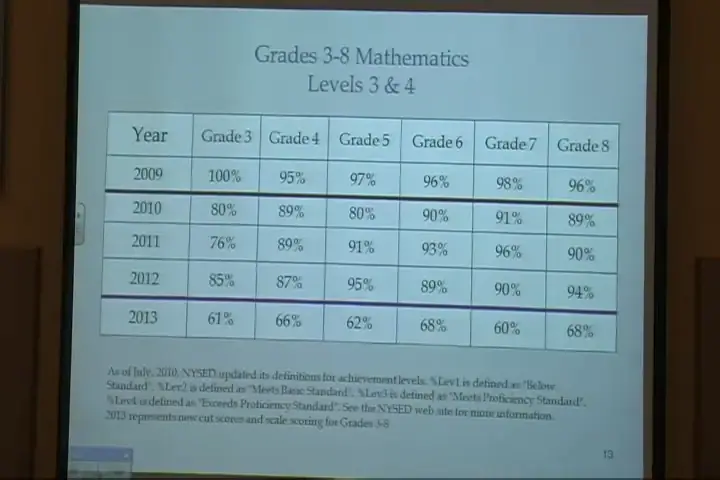 Grades 3-8 Mathematics
Levels 3 & 4
Year Grade 3 Grade 4 Grade 5 Grade 6 Grade 7 Grade 8
2009 100% 95% 97% 96% 98% 96%
2010 80% 89% 80% 90% 91% 89%
2011 76% 89% 91% 93% 96% 90%
2012 85% 87% 95% 89% 90% 94%
2013 61% 66% 62% 68% 60% 68%
As of July, 2010, NYSED updated its definitions for achievement levels. %Lev1 is defined as "Below
Standard", %Lev2 is defined as "Meets Basic Standard", %Lev3 is defined as "Meets Proficiency Standard",
%Lev4 is defined as "Exceeds Proficiency Standard". See the NYSED web site for more information.
2013 represents new cut scores and scale scoring for Grades 3-8
13